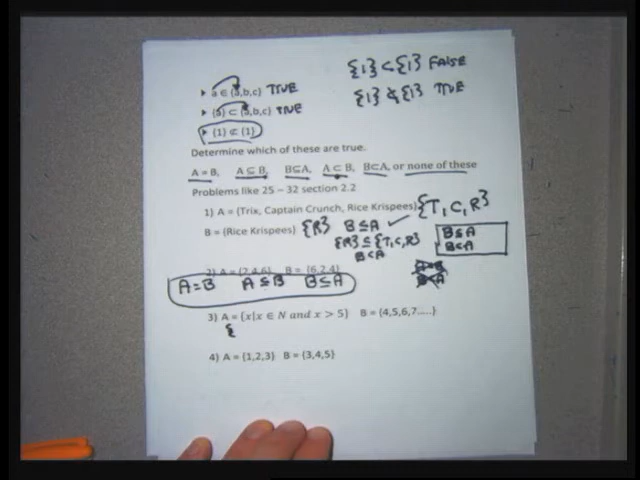 ▸ a ∈ {a,b,c} TRUE
{1} ⊂ {1} FALSE
▸ {a} ⊂ {a,b,c} TRUE
{1} ⊄ {1} TRUE
▸ {1} ⊄ {1}
Determine which of these are true.
A = B, A ⊆ B, B⊆A, A ⊂ B, B⊂A, or none of these
Problems like 25 – 32 section 2.2
1) A = {Trix, Captain Crunch, Rice Krispees} {T, C, R}
B = {Rice Krispees} {R} B ⊆ A ✓
{R} ⊆ {T,C,R}
B ⊂ A
B ⊆ A
B ⊂ A
2) A = {2,4,6} B = {6,2,4}
A=B A ⊆ B B ⊆ A
3) A = {x|x ∈ N and x > 5} B = {4,5,6,7.....}
{
4) A = {1,2,3} B = {3,4,5}